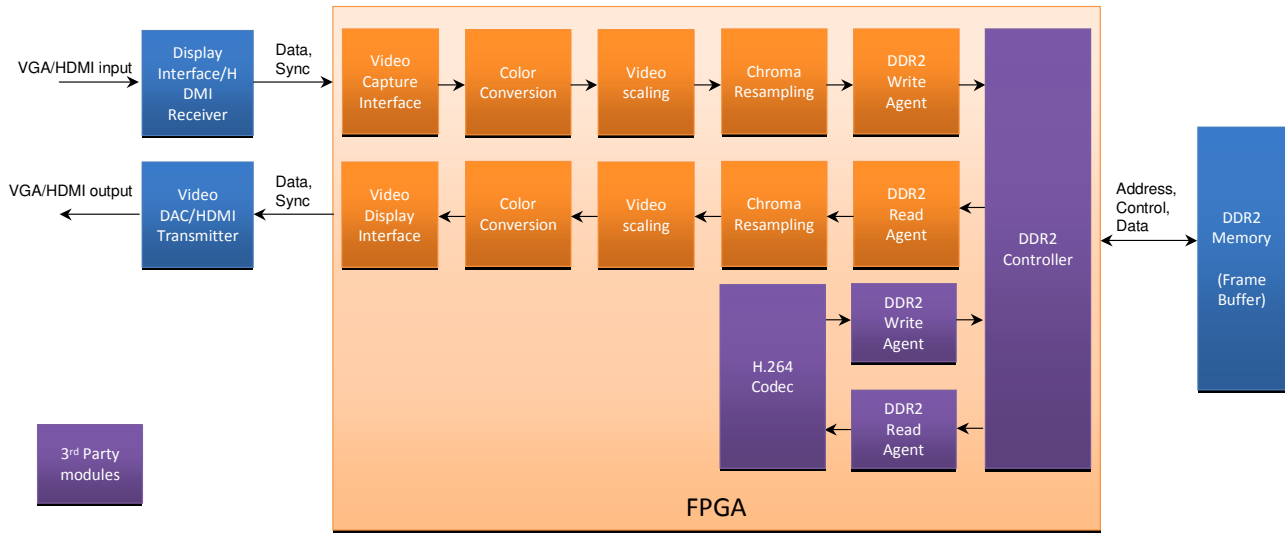 VGA/HDMI input
Display
Interface/H
DMI
Receiver
Data,
Sync
Video
Capture
Interface
Color
Conversion
Video
scaling
Chroma
Resampling
DDR2
Write
Agent
VGA/HDMI output
Video
DAC/HDMI
Transmitter
Data,
Sync
Video
Display
Interface
Color
Conversion
Video
scaling
Chroma
Resampling
DDR2
Read
Agent
DDR2
Controller
Address,
Control,
Data
DDR2
Memory
(Frame
Buffer)
H.264
Codec
DDR2
Write
Agent
DDR2
Read
Agent
3rd Party
modules
FPGA